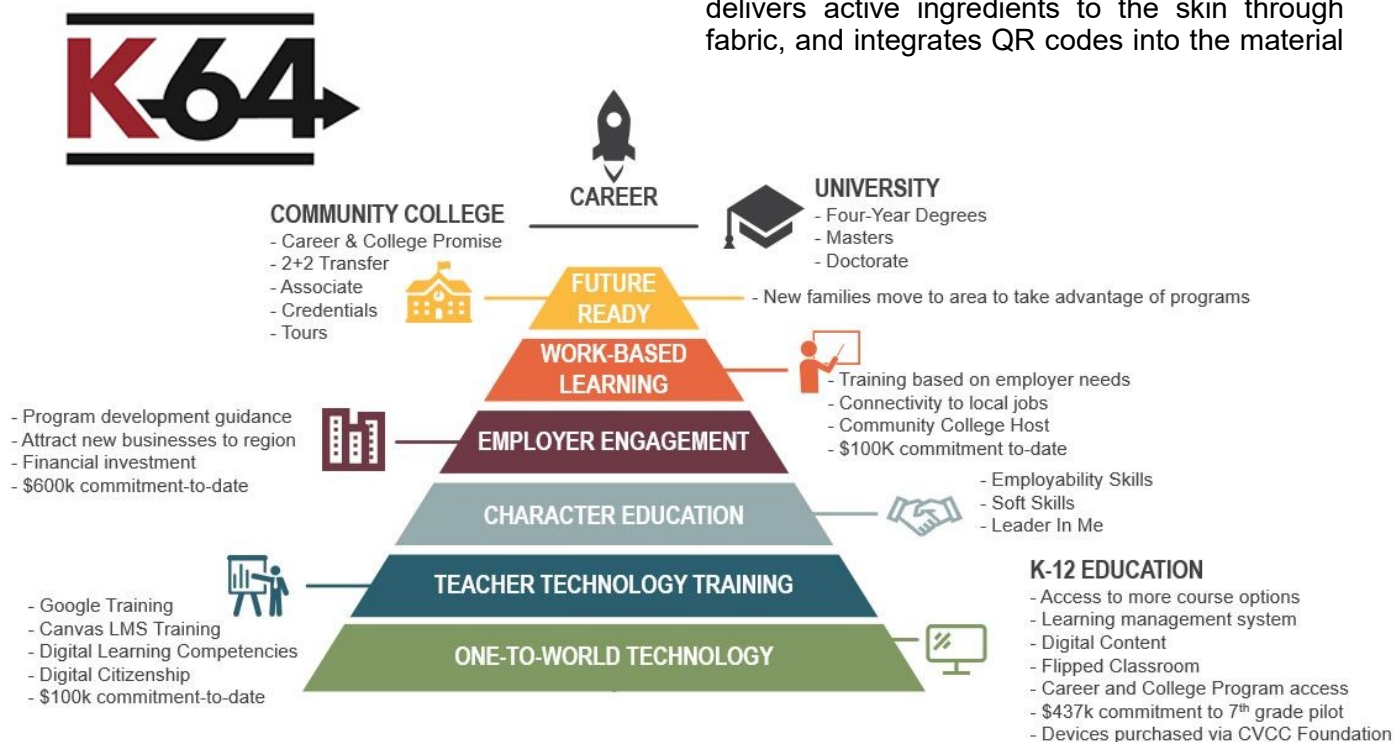 delivers active ingredients to the skin through
fabric, and integrates QR codes into the material
K-64
CAREER
COMMUNITY COLLEGE
- Career & College Promise
- 2+2 Transfer
- Associate
- Credentials
- Tours
UNIVERSITY
- Four-Year Degrees
- Masters
- Doctorate
FUTURE
READY
- New families move to area to take advantage of programs
WORK-BASED
LEARNING
- Training based on employer needs
- Connectivity to local jobs
- Community College Host
- $100K commitment to-date
- Program development guidance
- Attract new businesses to region
- Financial investment
- $600k commitment-to-date
EMPLOYER ENGAGEMENT
CHARACTER EDUCATION
- Employability Skills
- Soft Skills
- Leader In Me
TEACHER TECHNOLOGY TRAINING
- Google Training
- Canvas LMS Training
- Digital Learning Competencies
- Digital Citizenship
- $100k commitment-to-date
ONE-TO-WORLD TECHNOLOGY
K-12 EDUCATION
- Access to more course options
- Learning management system
- Digital Content
- Flipped Classroom
- Career and College Program access
- $437k commitment to 7th grade pilot
- Devices purchased via CVCC Foundation